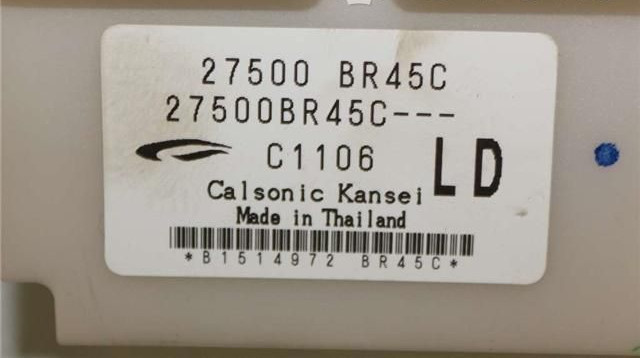 27500 BR45C
27500BR45C---
C1106 LD
Calsonic Kansei
Made in Thailand
*B1514972 BR45C*